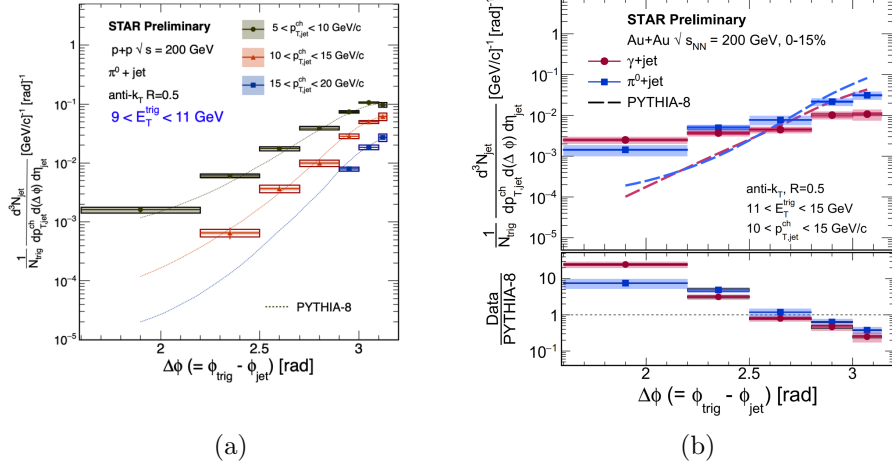 STAR Preliminary
p+p √ s = 200 GeV
π⁰ + jet
anti-k_T R=0.5
9 < E_T^trig < 11 GeV
5 < p_T,jet^ch < 10 GeV/c
10 < p_T,jet^ch < 15 GeV/c
15 < p_T,jet^ch < 20 GeV/c
1/N_trig d³N_jet/dp_T,jet^ch d(Δ ϕ) dη_jet [GeV/c]⁻¹ [rad]⁻¹
10⁻¹
10⁻²
10⁻³
10⁻⁴
10⁻⁵
PYTHIA-8
2 2.5 3
Δϕ (= ϕ_trig - ϕ_jet) [rad]
(a)
STAR Preliminary
Au+Au √ s_NN = 200 GeV, 0-15%
γ+jet
π⁰+jet
PYTHIA-8
1/N_trig d³N_jet/dp_T,jet^ch d(Δ ϕ) dη_jet [GeV/c]⁻¹ [rad]⁻¹
1
10⁻¹
10⁻²
10⁻³
10⁻⁴
10⁻⁵
anti-k_T, R=0.5
11 < E_T^trig < 15 GeV
10 < p_T,jet^ch < 15 GeV/c
Data/PYTHIA-8
10
1
10⁻¹
2 2.5 3
Δϕ (= ϕ_trig - ϕ_jet) [rad]
(b)